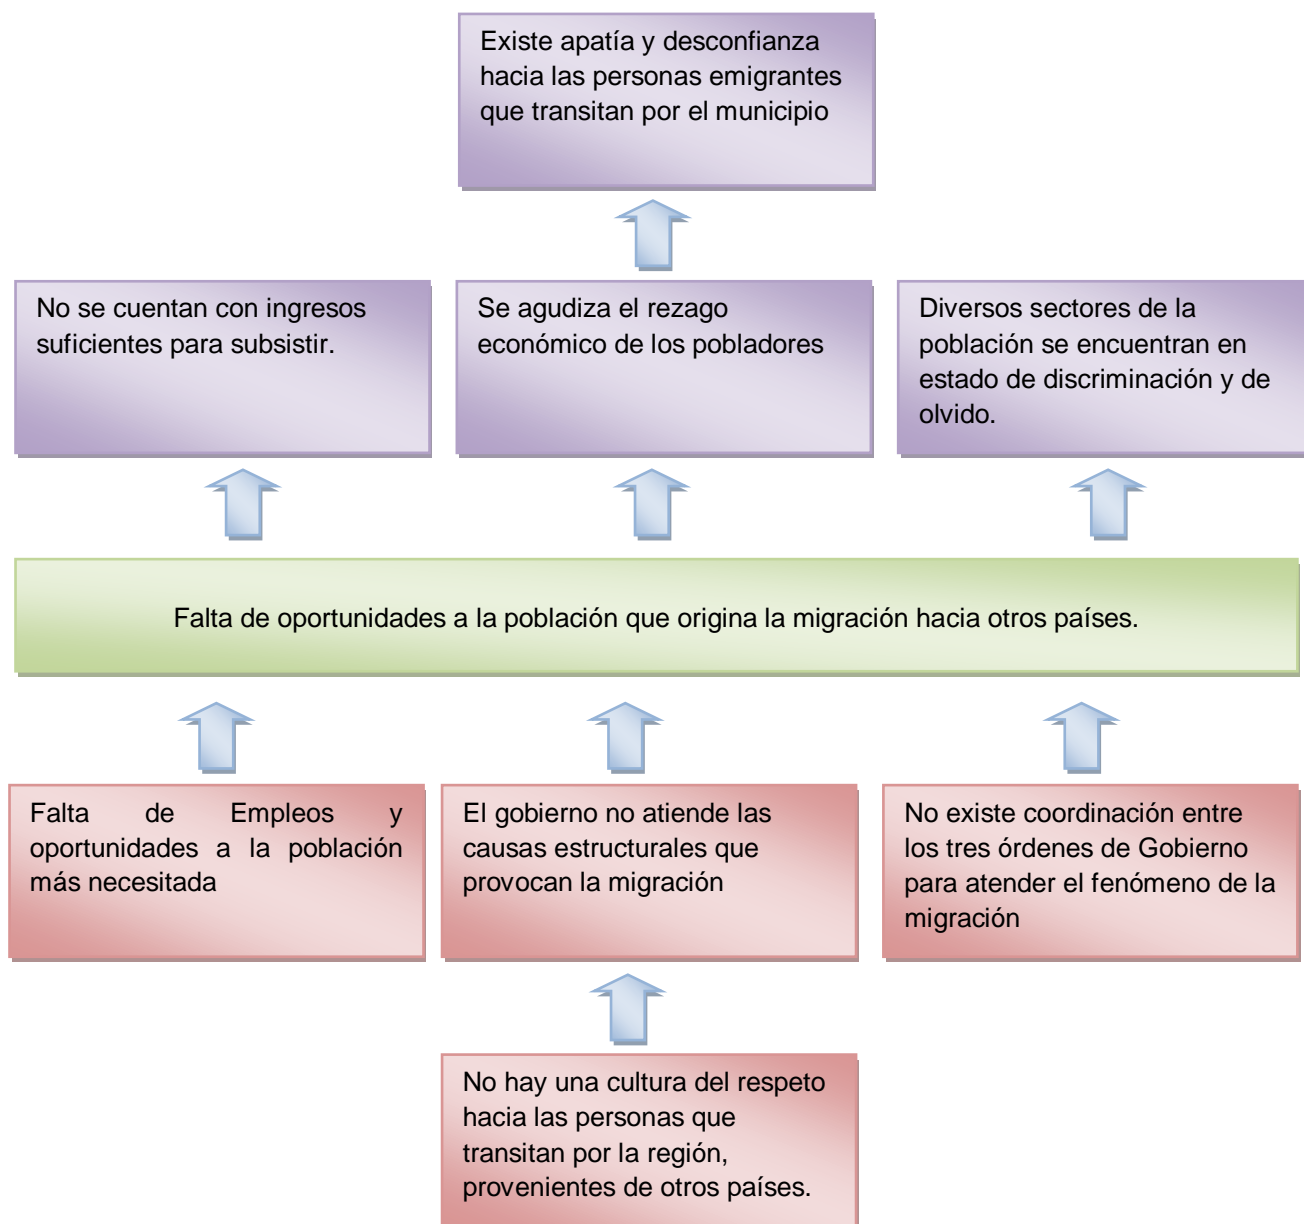 Existe apatía y desconfianza
hacia las personas emigrantes
que transitan por el municipio
No se cuentan con ingresos
suficientes para subsistir.
Se agudiza el rezago
económico de los pobladores
Diversos sectores de la
población se encuentran en
estado de discriminación y de
olvido.
Falta de oportunidades a la población que origina la migración hacia otros países.
Falta de Empleos y
oportunidades a la población
más necesitada
El gobierno no atiende las
causas estructurales que
provocan la migración
No existe coordinación entre
los tres órdenes de Gobierno
para atender el fenómeno de la
migración
No hay una cultura del respeto
hacia las personas que
transitan por la región,
provenientes de otros países.